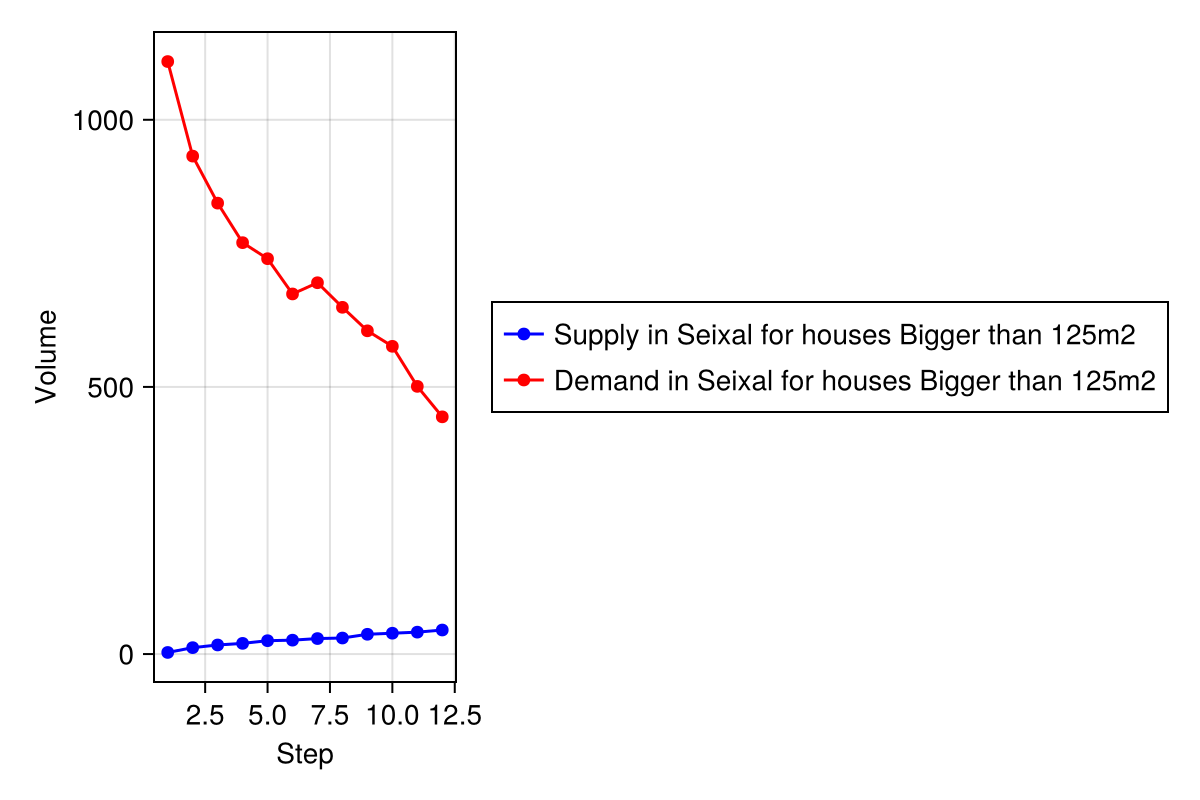 1000
500
0
Volume
2.5 5.0 7.5 10.0 12.5
Step
Supply in Seixal for houses Bigger than 125m2
Demand in Seixal for houses Bigger than 125m2